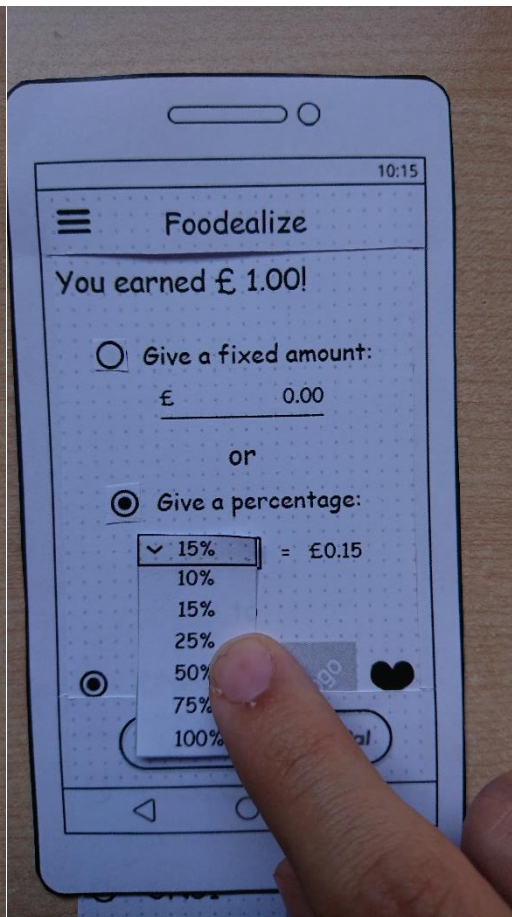 10:15
Foodealize
You earned £ 1.00!
Give a fixed amount:
£ 0.00
or
Give a percentage:
15% = £0.15
10%
15%
25%
50%
75%
100%